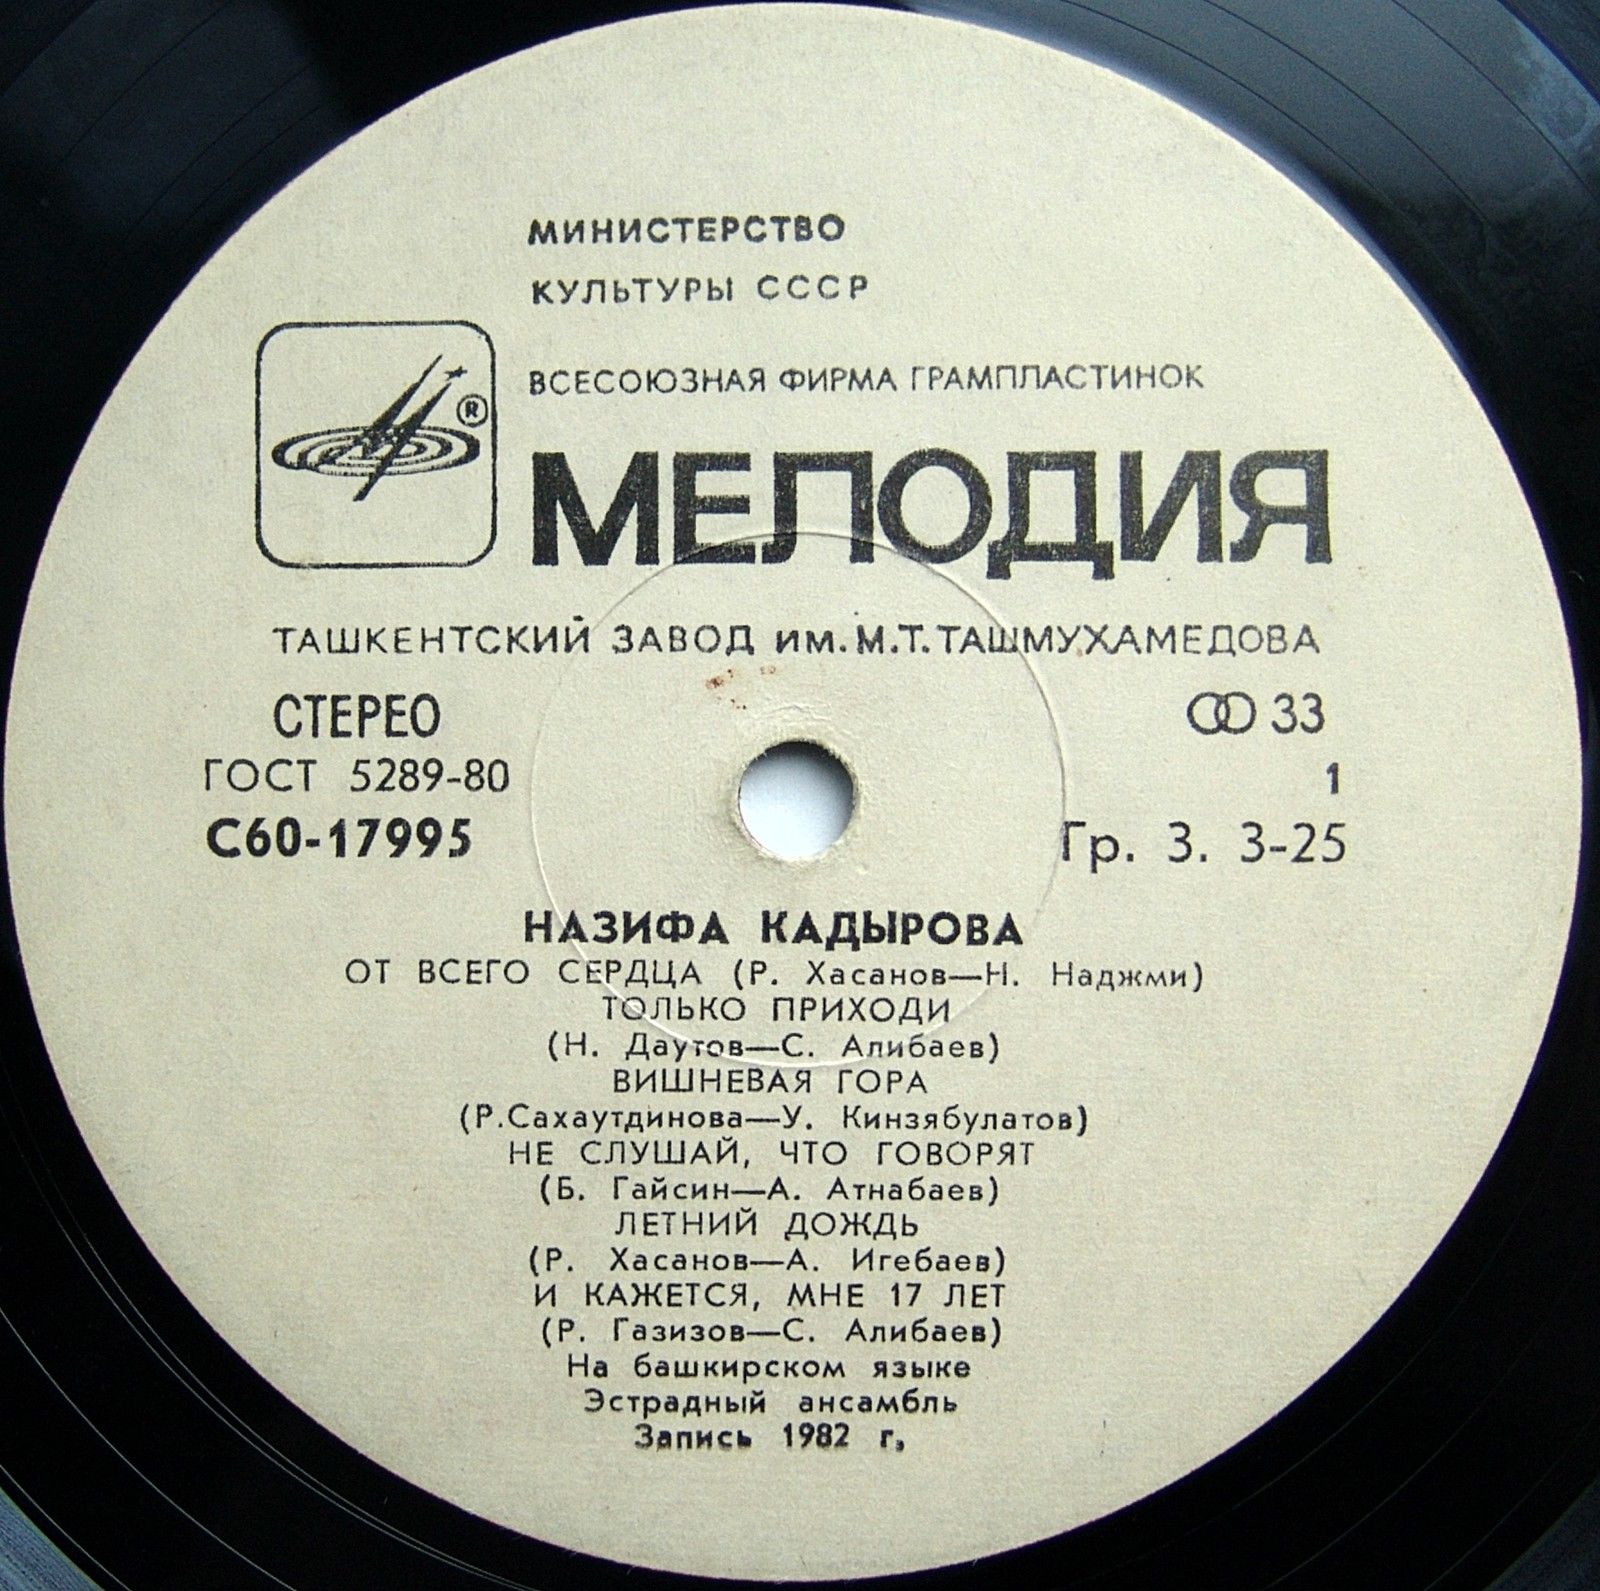 МИНИСТЕРСТВО
КУЛЬТУРЫ СССР
ВСЕСОЮЗНАЯ ФИРМА ГРАМПЛАСТИНОК
®
МЕЛОДИЯ
ТАШКЕНТСКИЙ ЗАВОД им. М.Т. ТАШМУХАМЕДОВА
СТЕРЕО 33
ГОСТ 5289-80 1
С60-17995 Гр. 3. 3-25
НАЗИФА КАДЫРОВА
ОТ ВСЕГО СЕРДЦА (Р. Хасанов—Н. Наджми)
ТОЛЬКО ПРИХОДИ
(Н. Даутов—С. Алибаев)
ВИШНЕВАЯ ГОРА
(Р.Сахаутдинова—У. Кинзябулатов)
НЕ СЛУШАЙ, ЧТО ГОВОРЯТ
(Б. Гайсин—А. Атнабаев)
ЛЕТНИЙ ДОЖДЬ
(Р. Хасанов—А. Игебаев)
И КАЖЕТСЯ, МНЕ 17 ЛЕТ
(Р. Газизов—С. Алибаев)
На башкирском языке
Эстрадный ансамбль
Запись 1982 г,